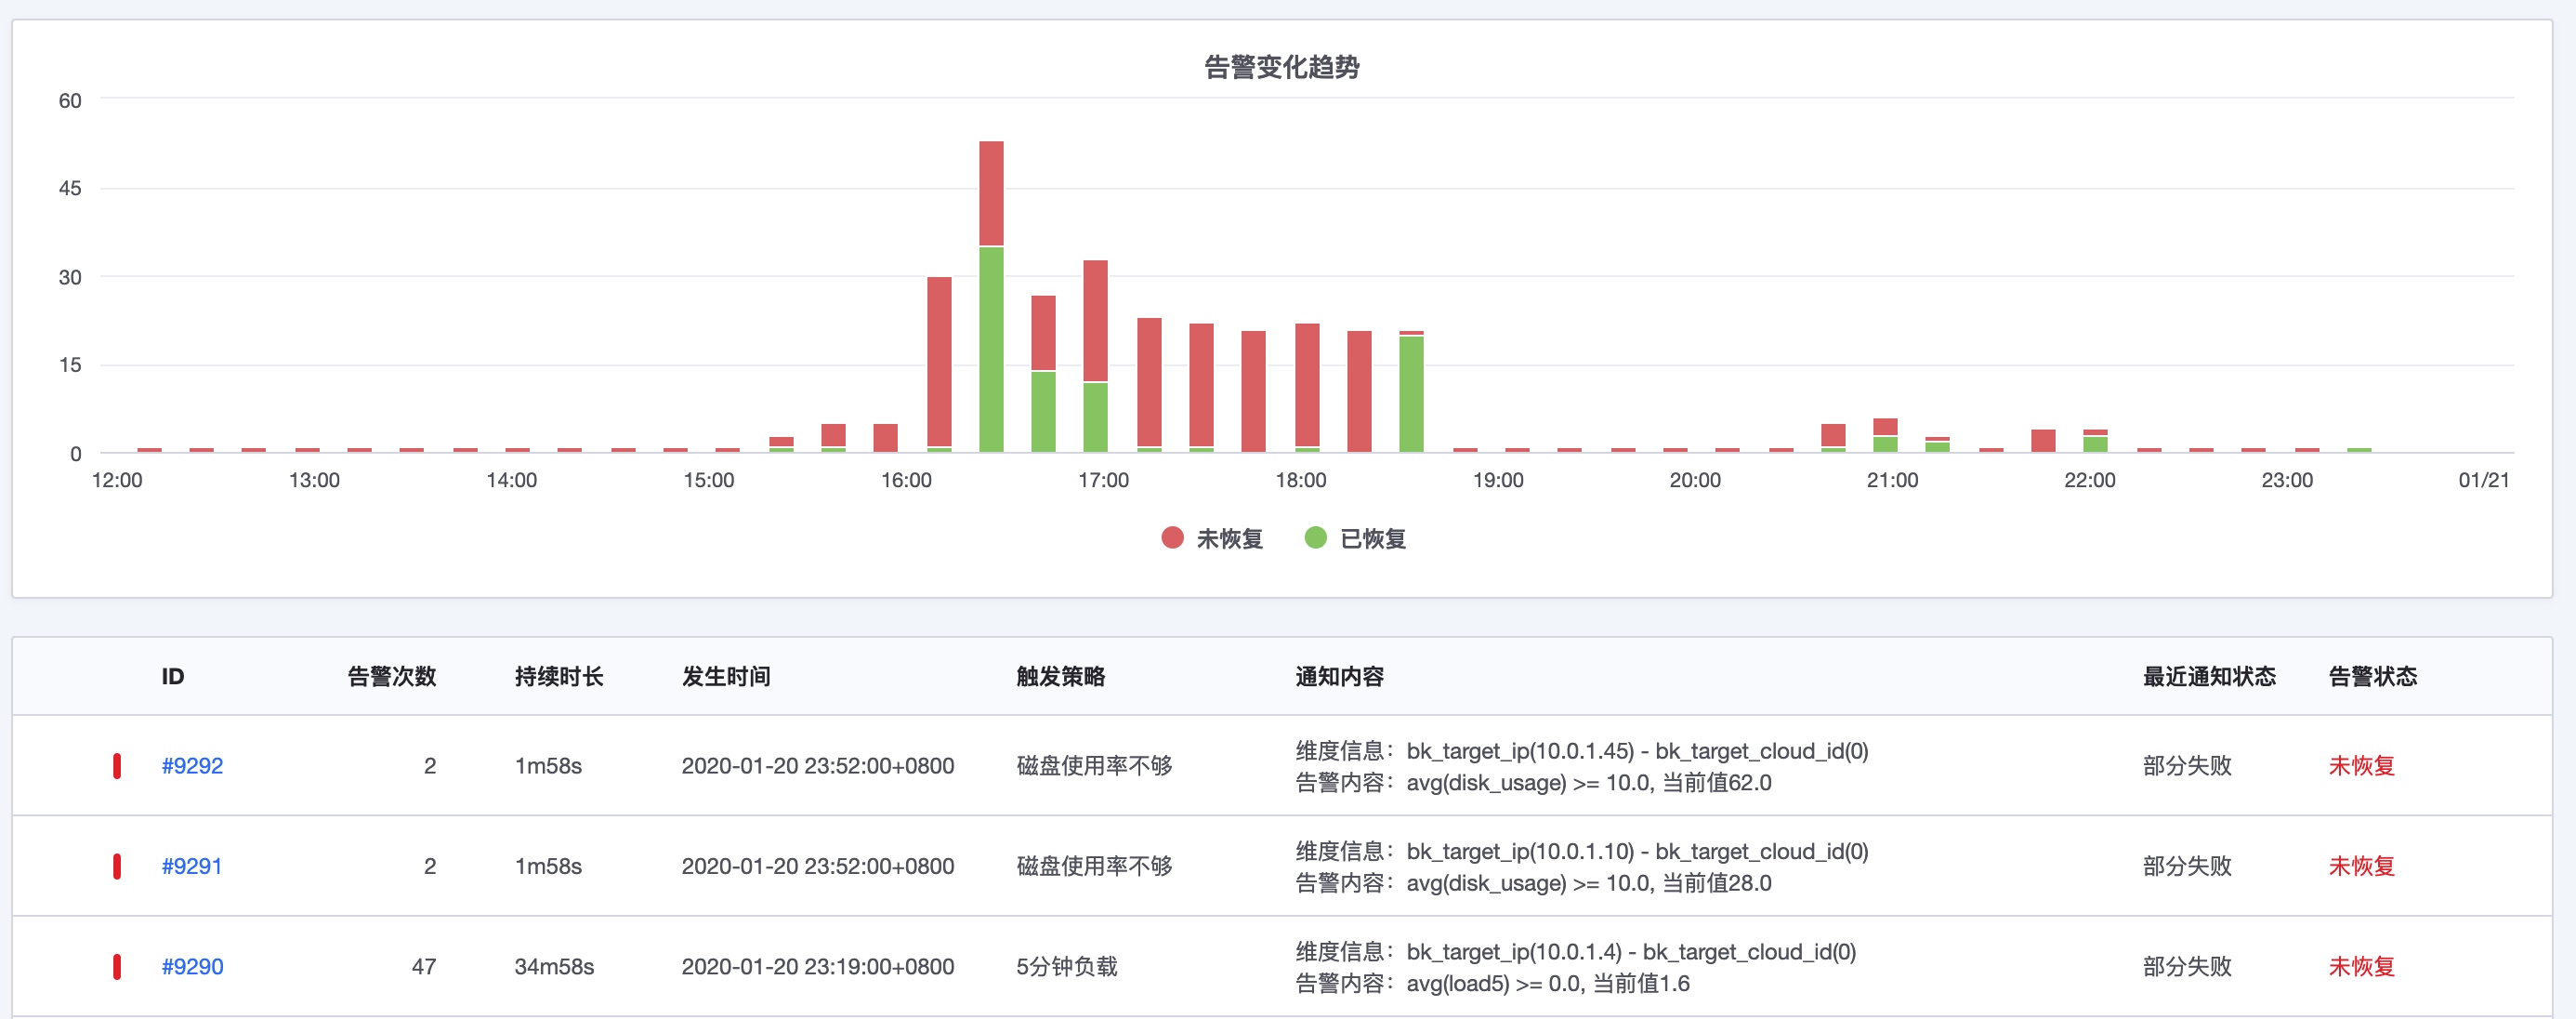 告警变化趋势
60
45
30
15
0
12:00 13:00 14:00 15:00 16:00 17:00 18:00 19:00 20:00 21:00 22:00 23:00 01/21
未恢复 已恢复
ID 告警次数 持续时长 发生时间 触发策略 通知内容 最近通知状态 告警状态
#9292 2 1m58s 2020-01-20 23:52:00+0800 磁盘使用率不够 维度信息：bk_target_ip(10.0.1.45) - bk_target_cloud_id(0)
告警内容：avg(disk_usage) >= 10.0, 当前值62.0 部分失败 未恢复
#9291 2 1m58s 2020-01-20 23:52:00+0800 磁盘使用率不够 维度信息：bk_target_ip(10.0.1.10) - bk_target_cloud_id(0)
告警内容：avg(disk_usage) >= 10.0, 当前值28.0 部分失败 未恢复
#9290 47 34m58s 2020-01-20 23:19:00+0800 5分钟负载 维度信息：bk_target_ip(10.0.1.4) - bk_target_cloud_id(0)
告警内容：avg(load5) >= 0.0, 当前值1.6 部分失败 未恢复